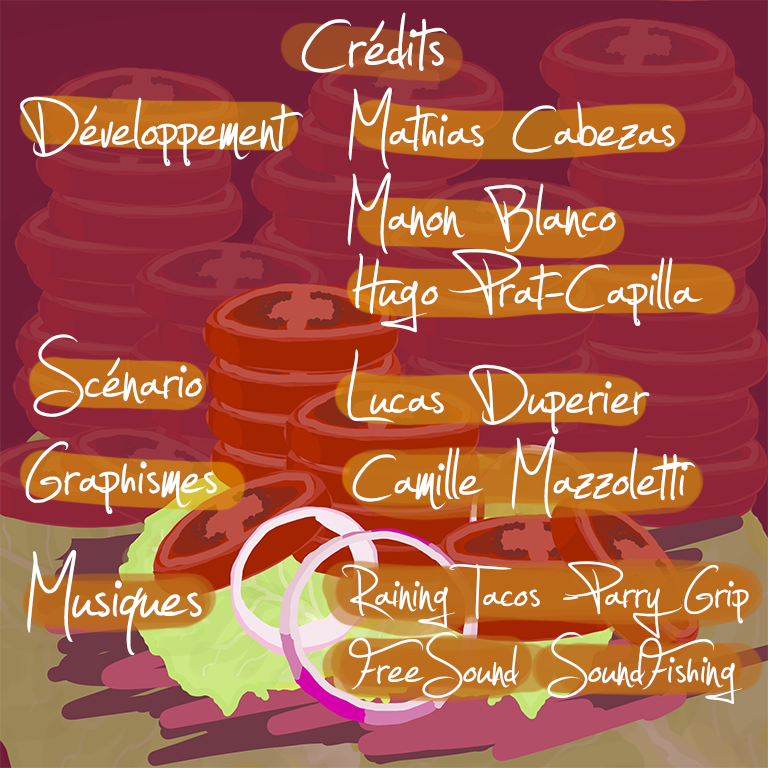 Crédits
Développement Mathias Cabezas
Manon Blanco
Hugo Prat-Capilla
Scénario Lucas Duperier
Graphismes Camille Mazzoletti
Musiques Raining Tacos -Parry Grip
FreeSound SoundFishing